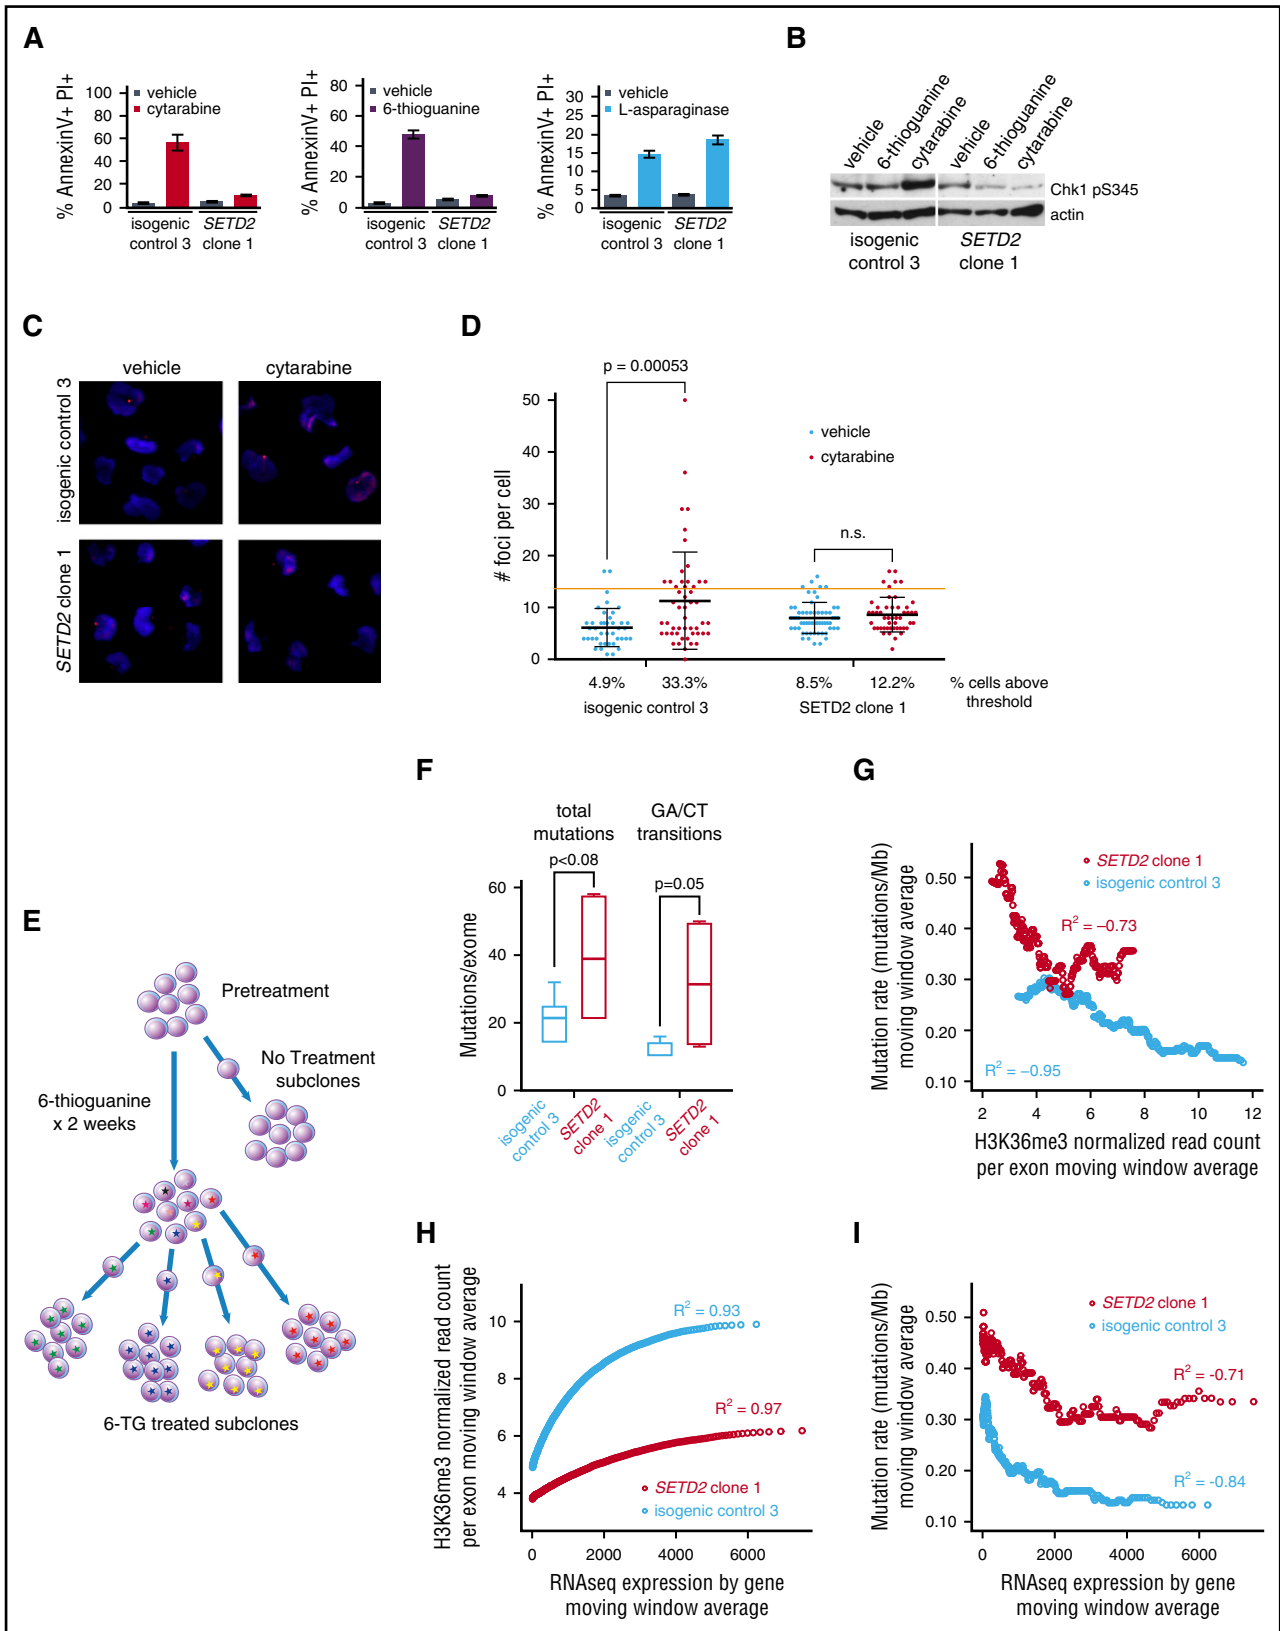 A
% AnnexinV+ PI+
100
80
60
40
20
0
vehicle
cytarabine
isogenic
control 3
SETD2
clone 1
% AnnexinV+ PI+
80
60
40
20
0
vehicle
6-thioguanine
isogenic
control 3
SETD2
clone 1
% AnnexinV+ PI+
30
25
20
15
10
5
0
vehicle
L-asparaginase
isogenic
control 3
SETD2
clone 1
B
vehicle
6-thioguanine
cytarabine
vehicle
6-thioguanine
cytarabine
Chk1 pS345
actin
isogenic
control 3
SETD2
clone 1
C
vehicle
cytarabine
isogenic control 3
SETD2 clone 1
D
p = 0.00053
# foci per cell
50
40
30
20
10
0
vehicle
cytarabine
n.s.
4.9%
33.3%
8.5%
12.2%
% cells above
threshold
isogenic control 3
SETD2 clone 1
E
Pretreatment
No Treatment
subclones
6-thioguanine
x 2 weeks
6-TG treated subclones
F
total
mutations
GA/CT
transitions
p<0.08
p=0.05
Mutations/exome
60
40
20
0
isogenic
control 3
SETD2
clone 1
isogenic
control 3
SETD2
clone 1
G
Mutation rate (mutations/Mb)
moving window average
0.50
0.40
0.30
0.20
0.10
SETD2 clone 1
isogenic control 3
R2 = –0.73
R2 = –0.95
2
4
6
8
10
12
H3K36me3 normalized read count
per exon moving window average
H
H3K36me3 normalized read count
per exon moving window average
10
8
6
4
R2 = 0.93
R2 = 0.97
SETD2 clone 1
isogenic control 3
0
2000
4000
6000
RNAseq expression by gene
moving window average
I
Mutation rate (mutations/Mb)
moving window average
0.50
0.40
0.30
0.20
0.10
SETD2 clone 1
isogenic control 3
R2 = -0.71
R2 = -0.84
0
2000
4000
6000
RNAseq expression by gene
moving window average